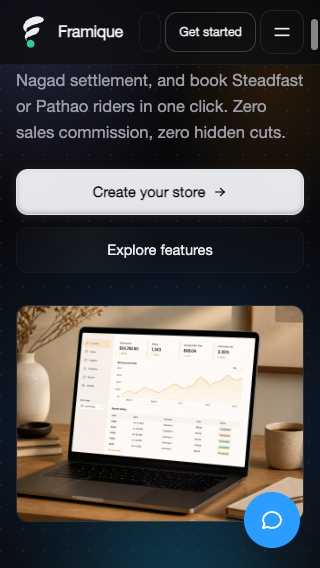 Framique
Get started
Nagad settlement, and book Steadfast
or Pathao riders in one click. Zero
sales commission, zero hidden cuts.
Create your store →
Explore features